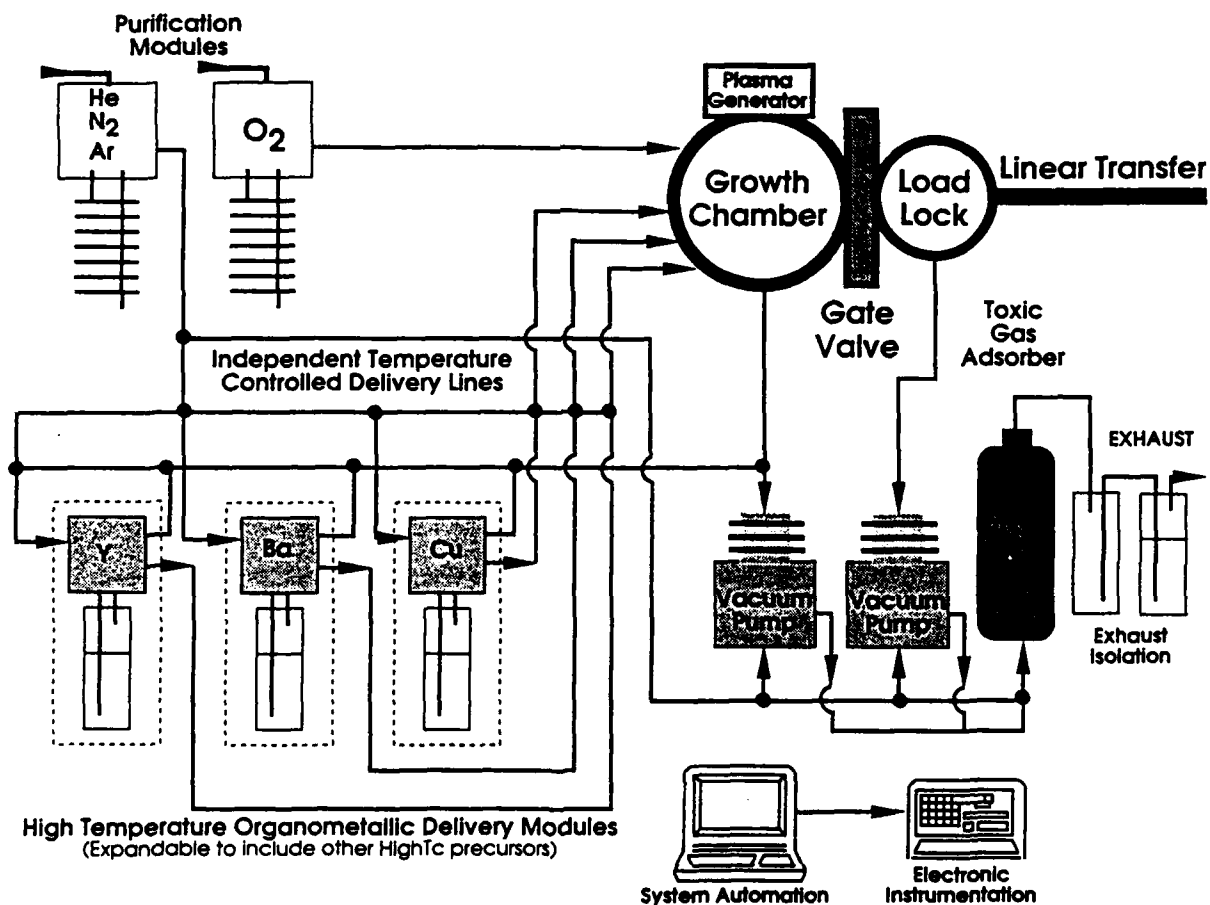 Purification
Modules
He
N2
Ar
O2
Plasma
Generator
Growth
Chamber
Load
Lock
Linear Transfer
Gate
Valve
Toxic
Gas
Adsorber
Independent Temperature
Controlled Delivery Lines
EXHAUST
Y
Ba
Cu
Vacuum
Pump
Vacuum
Pump
Exhaust
Isolation
High Temperature Organometallic Delivery Modules
(Expandable to include other HighTc precursors)
System Automation
Electronic
Instrumentation